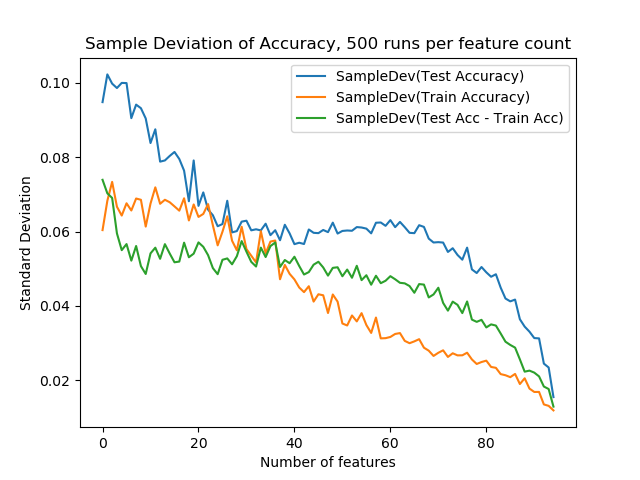 Sample Deviation of Accuracy, 500 runs per feature count
SampleDev(Test Accuracy)
SampleDev(Train Accuracy)
SampleDev(Test Acc - Train Acc)
Standard Deviation
0.10
0.08
0.06
0.04
0.02
0 20 40 60 80
Number of features